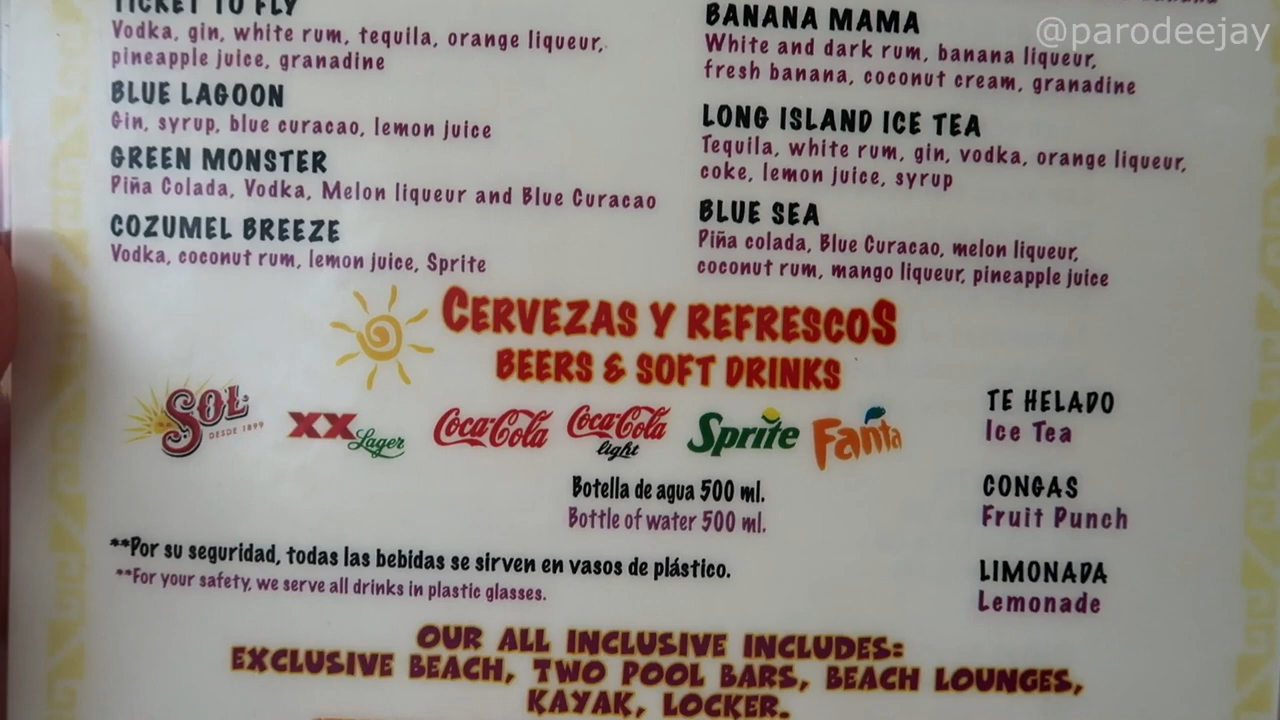 @parodeejay
TICKET TO FLY
Vodka, gin, white rum, tequila, orange liqueur,
pineapple juice, granadine
BLUE LAGOON
Gin, syrup, blue curacao, lemon juice
GREEN MONSTER
Piña Colada, Vodka, Melon liqueur and Blue Curacao
COZUMEL BREEZE
Vodka, coconut rum, lemon juice, Sprite
BANANA MAMA
White and dark rum, banana liqueur,
fresh banana, coconut cream, granadine
LONG ISLAND ICE TEA
Tequila, white rum, gin, vodka, orange liqueur,
coke, lemon juice, syrup
BLUE SEA
Piña colada, Blue Curacao, melon liqueur,
coconut rum, mango liqueur, pineapple juice
CERVEZAS Y REFRESCOS
BEERS & SOFT DRINKS
SOL
DESDE 1899
XX Lager
Coca-Cola
Coca-Cola
light
Sprite
Fanta
Botella de agua 500 ml.
Bottle of water 500 ml.
TE HELADO
Ice Tea
CONGAS
Fruit Punch
LIMONADA
Lemonade
**Por su seguridad, todas las bebidas se sirven en vasos de plástico.
**For your safety, we serve all drinks in plastic glasses.
OUR ALL INCLUSIVE INCLUDES:
EXCLUSIVE BEACH, TWO POOL BARS, BEACH LOUNGES,
KAYAK, LOCKER.